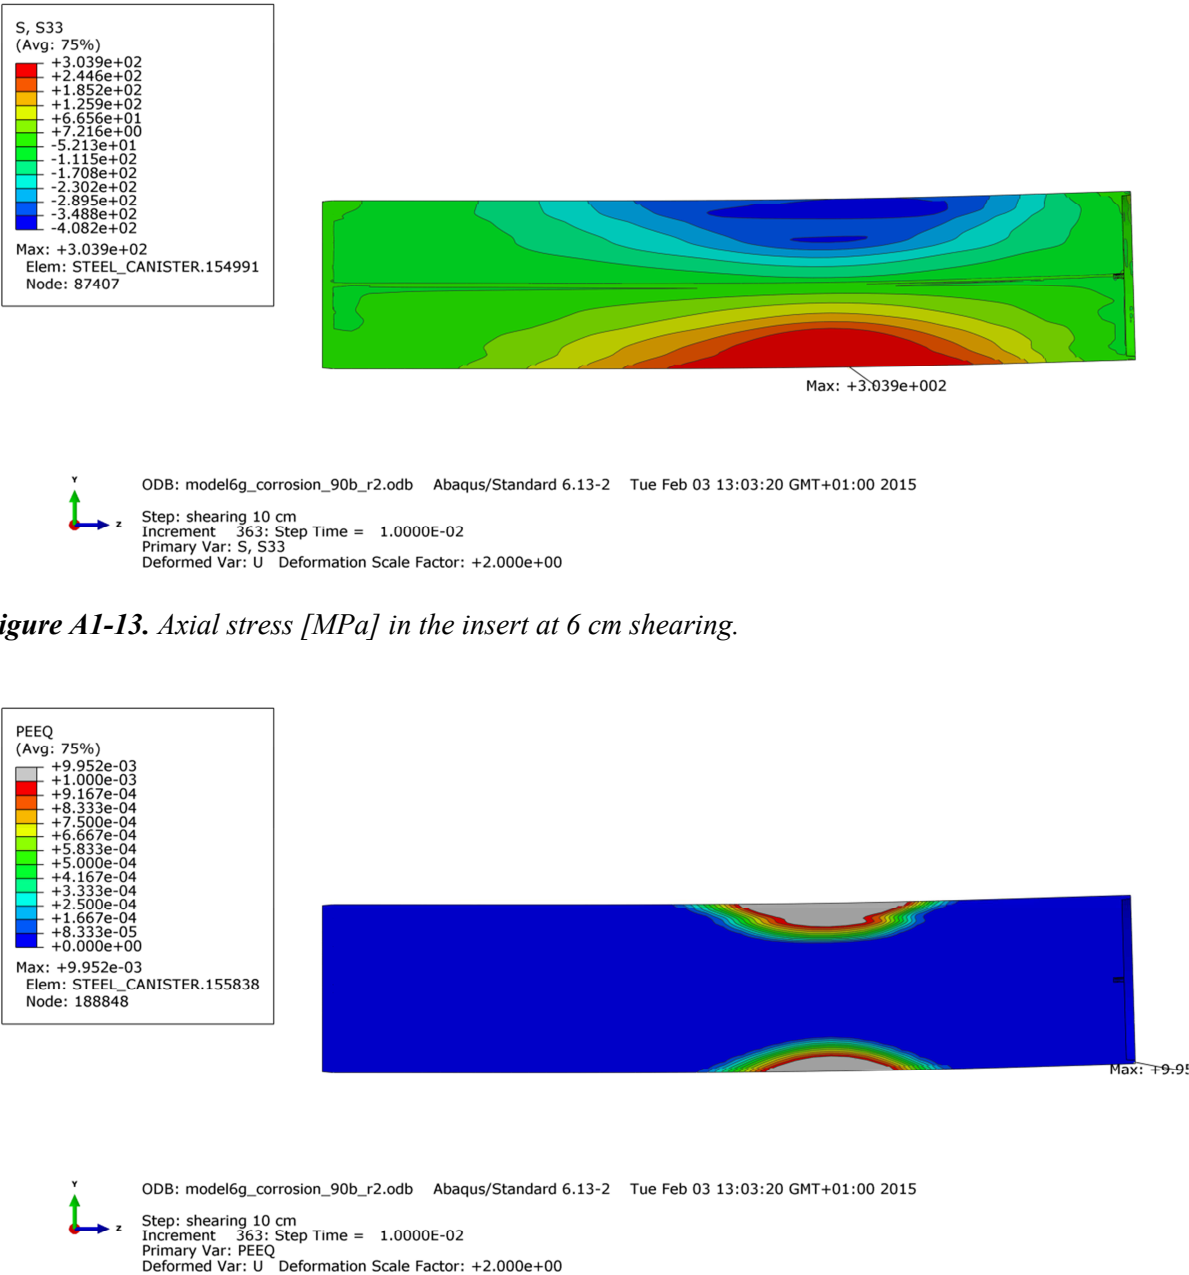 S, S33
(Avg: 75%)
+3.039e+02
+2.446e+02
+1.852e+02
+1.259e+02
+6.656e+01
+7.216e+00
-5.213e+01
-1.115e+02
-1.708e+02
-2.302e+02
-2.895e+02
-3.488e+02
-4.082e+02
Max: +3.039e+02
Elem: STEEL_CANISTER.154991
Node: 87407
Max: +3.039e+002
Y
Z
ODB: model6g_corrosion_90b_r2.odb Abaqus/Standard 6.13-2 Tue Feb 03 13:03:20 GMT+01:00 2015
Step: shearing 10 cm
Increment 363: Step Time = 1.0000E-02
Primary Var: S, S33
Deformed Var: U Deformation Scale Factor: +2.000e+00
igure A1-13. Axial stress [MPa] in the insert at 6 cm shearing.
PEEQ
(Avg: 75%)
+9.952e-03
+1.000e-03
+9.167e-04
+8.333e-04
+7.500e-04
+6.667e-04
+5.833e-04
+5.000e-04
+4.167e-04
+3.333e-04
+2.500e-04
+1.667e-04
+8.333e-05
+0.000e+00
Max: +9.952e-03
Elem: STEEL_CANISTER.155838
Node: 188848
Max: +9.95
Y
Z
ODB: model6g_corrosion_90b_r2.odb Abaqus/Standard 6.13-2 Tue Feb 03 13:03:20 GMT+01:00 2015
Step: shearing 10 cm
Increment 363: Step Time = 1.0000E-02
Primary Var: PEEQ
Deformed Var: U Deformation Scale Factor: +2.000e+00